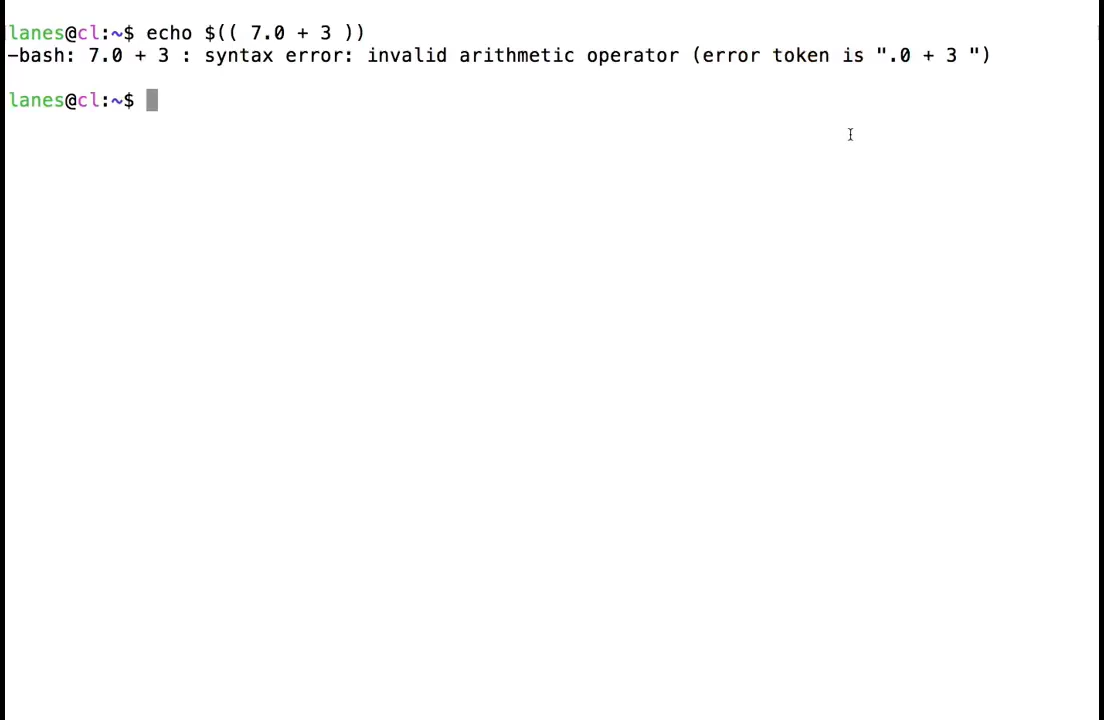 lanes@cl:~$ echo $(( 7.0 + 3 ))
-bash: 7.0 + 3 : syntax error: invalid arithmetic operator (error token is ".0 + 3 ")
lanes@cl:~$